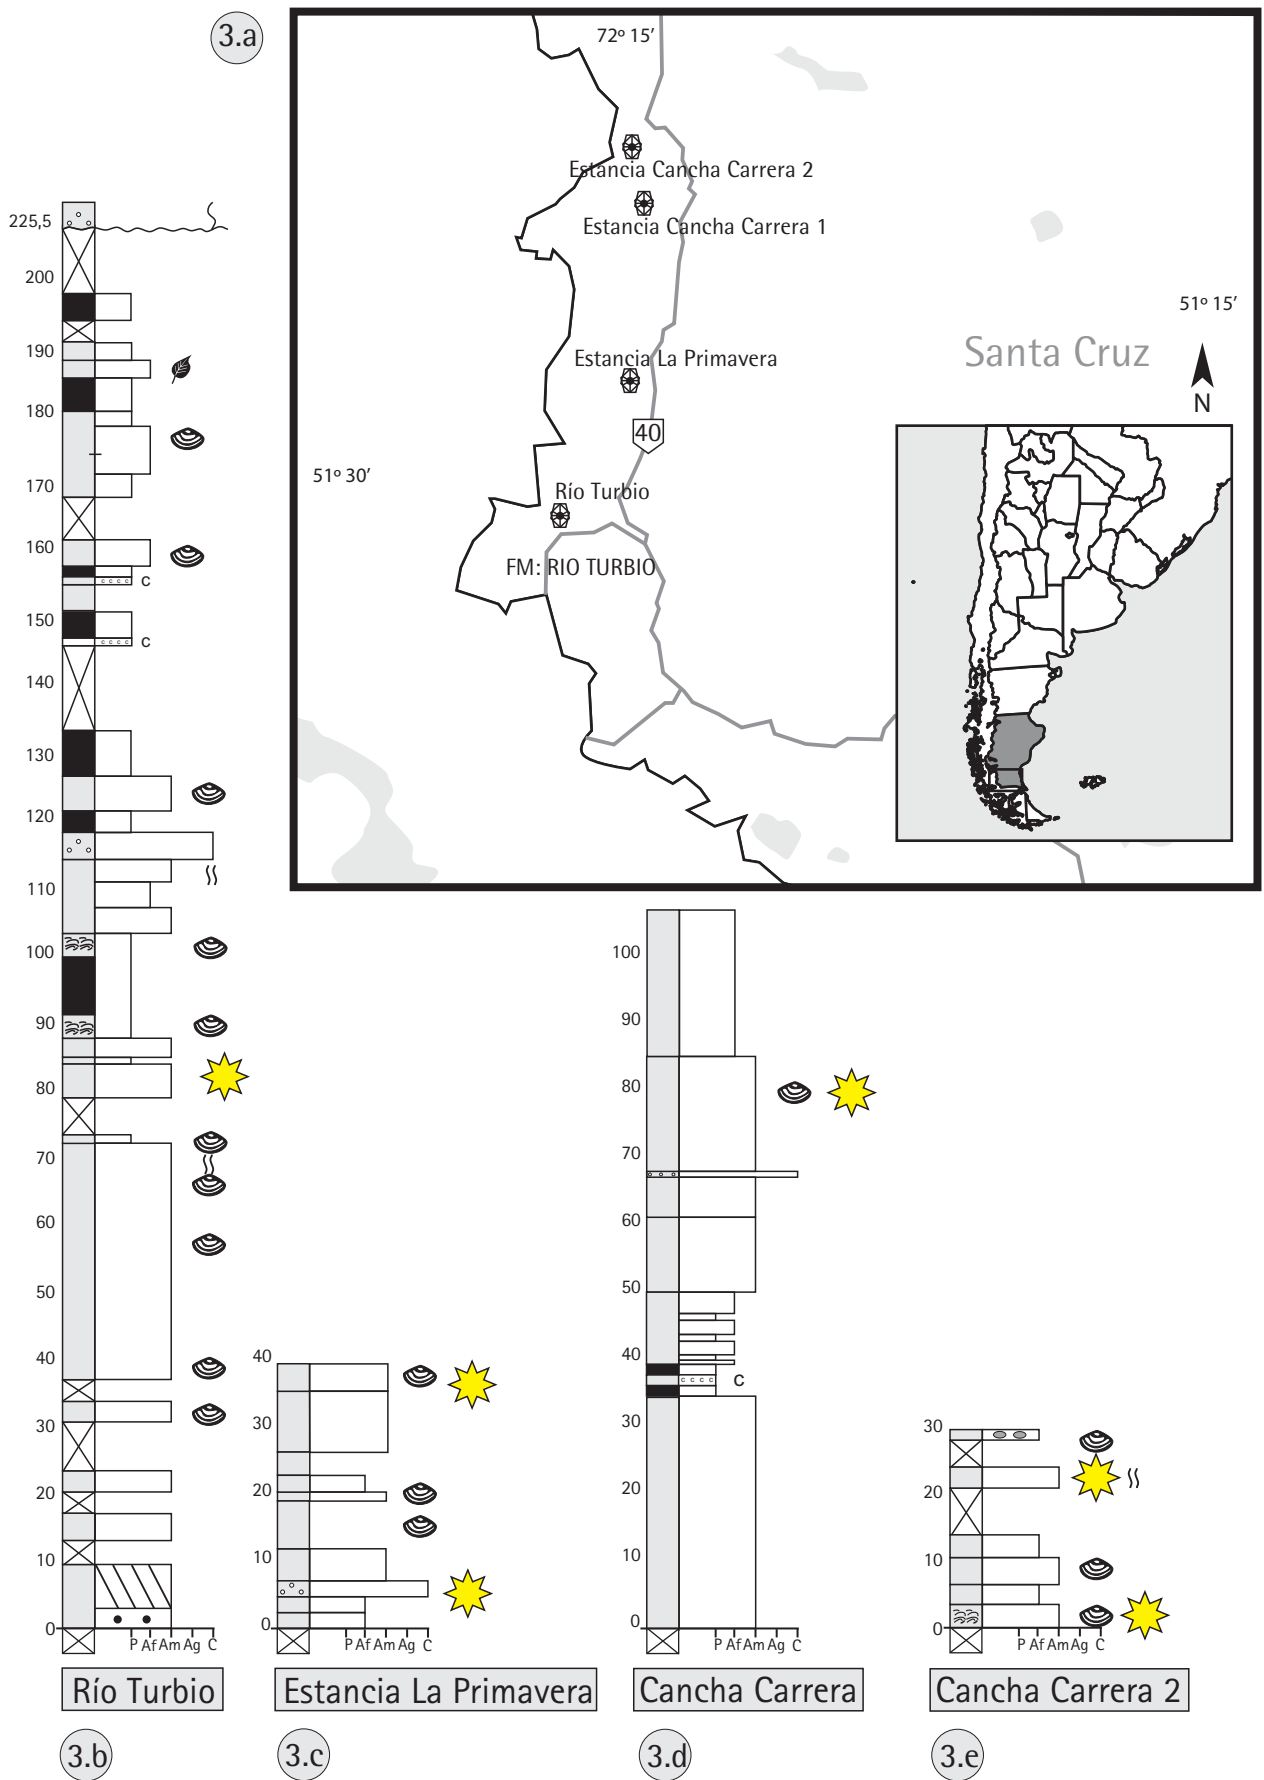 3.a
72º 15’
Estancia Cancha Carrera 2
Estancia Cancha Carrera 1
51º 15’
Estancia La Primavera
Santa Cruz
N
40
51º 30’
Río Turbio
FM: RIO TURBIO
225,5
200
190
180
170
160
C
150
C
140
130
120
110
100
90
80
70
60
50
40
30
20
10
0
P Af Am Ag C
Río Turbio
3.b
40
30
20
10
0
P Af Am Ag C
Estancia La Primavera
3.c
100
90
80
70
60
50
40
C
30
20
10
0
P Af Am Ag C
Cancha Carrera
3.d
30
20
10
0
P Af Am Ag C
Cancha Carrera 2
3.e